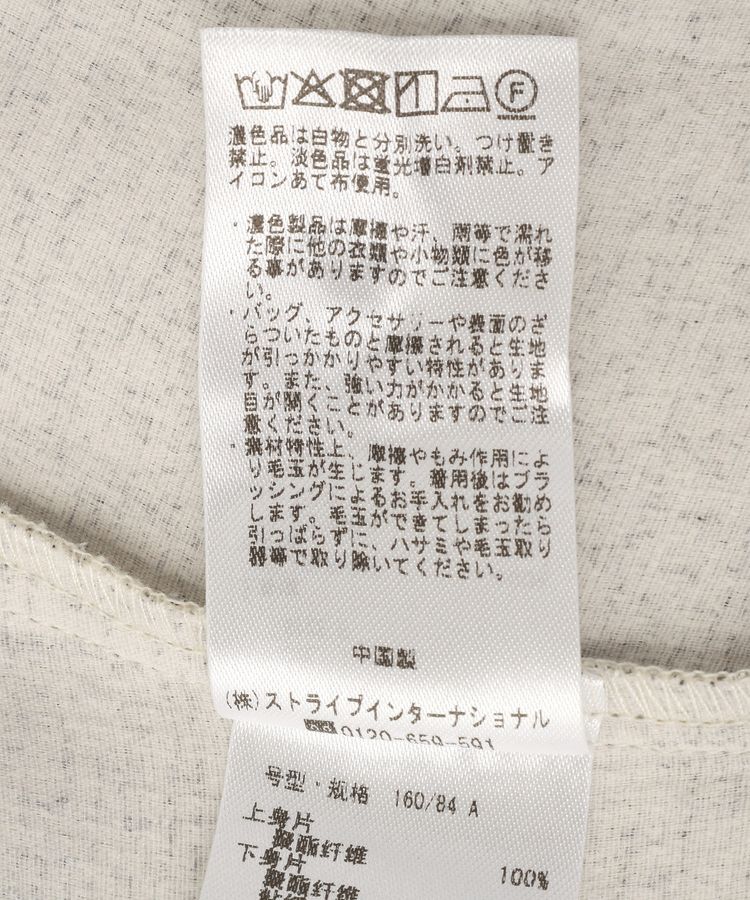 濃色品は白物と分別洗い。つけ置き
禁止。淡色品は蛍光増白剤禁止。ア
イロンあて布使用。
・濃色製品は摩擦や汗、雨等で濡れ
た際に他の衣類や小物類に色が移
る事がありますのでご注意くださ
い。
・バッグ、アクセサリーや表面のざ
らついたものと摩擦されると生地
が引っかかりやすい特性がありま
す。また、強い力がかかると生地
目が開くことがありますのでご注
意ください。
・素材特性上、摩擦やもみ作用によ
り毛玉が生じます。着用後はブラ
ッシングによるお手入れをお勧め
します。毛玉ができてしまったら
引っぱらずに、ハサミや毛玉取り
器等で取り除いてください。
中国製
(株)ストライプインターナショナル
0120-659-591
号型・规格 160/84 A
上身片
聚酯纤维
100%
下身片
聚酯纤维